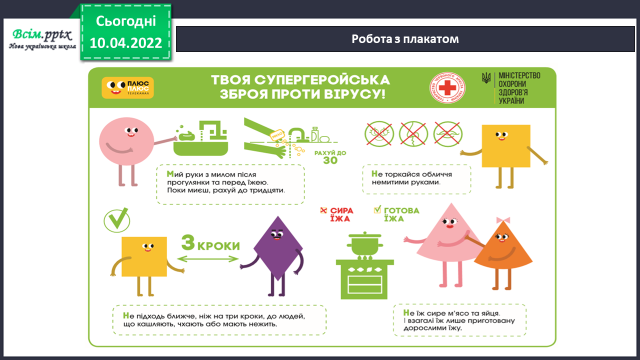 Всім.pptx
Нова українська школа
Сьогодні
10.04.2022
Робота з плакатом
ПЛЮС
ПЛЮС
ТВОЯ СУПЕРГЕРОЙСЬКА
ЗБРОЯ ПРОТИ ВІРУСУ!
МІНІСТЕРСТВО
ОХОРОНИ
ЗДОРОВ'Я
УКРАЇНИ
РАХУЙ ДО
30
Мий руки з милом після
прогулянки та перед їжею.
Поки миєш, рахуй до тридцяти.
Не торкайся обличчя
немитими руками.
3 КРОКИ
СИРА
ЇЖА
ГОТОВА
ЇЖА
Не підходь ближче, ніж на три кроки, до людей,
що кашляють, чхають або мають нежить.
Не їж сире м'ясо та яйця.
І взагалі їж лише приготовану
дорослими їжу.